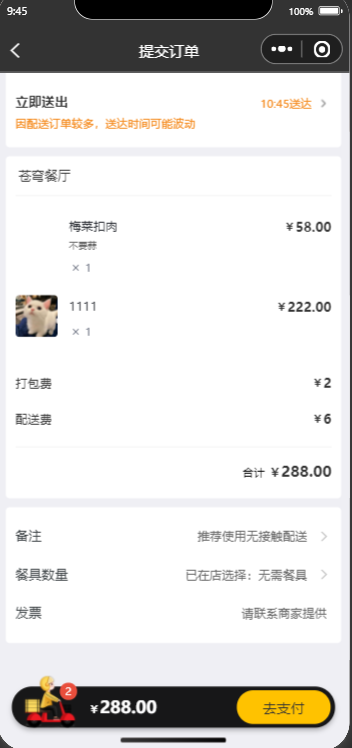 9:45
100%
提交订单
立即送出
10:45送达
因配送订单较多，送达时间可能波动
苍穹餐厅
梅菜扣肉
￥58.00
不要蒜
× 1
1111
￥222.00
× 1
打包费
￥2
配送费
￥6
合计 ￥288.00
备注
推荐使用无接触配送
餐具数量
已在店选择：无需餐具
发票
请联系商家提供
2
￥288.00
去支付